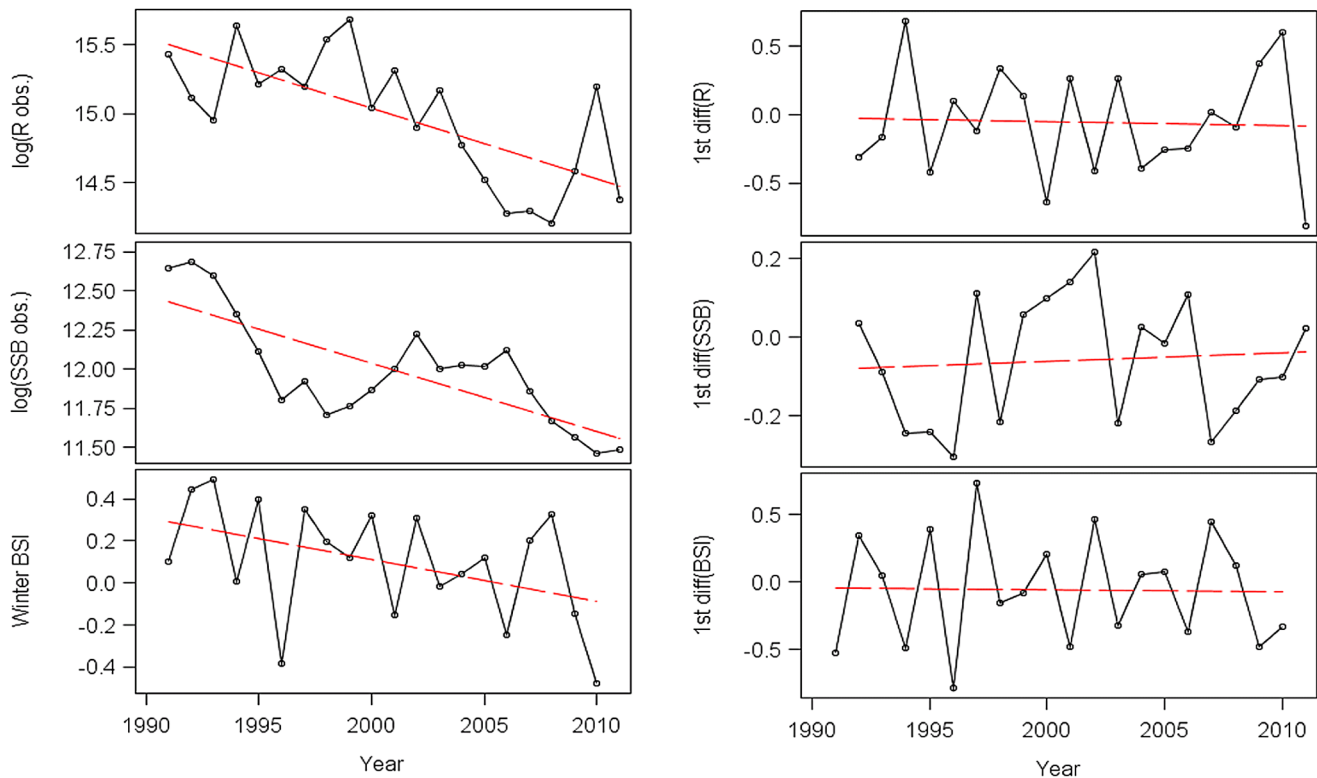 log(R obs.)
15.5
15.0
14.5
log(SSB obs.)
12.75
12.50
12.25
12.00
11.75
11.50
Winter BSI
0.4
0.2
0.0
-0.2
-0.4
1990 1995 2000 2005 2010
Year
1st diff(R)
0.5
0.0
-0.5
1st diff(SSB)
0.2
0.0
-0.2
1st diff(BSI)
0.5
0.0
-0.5
1990 1995 2000 2005 2010
Year